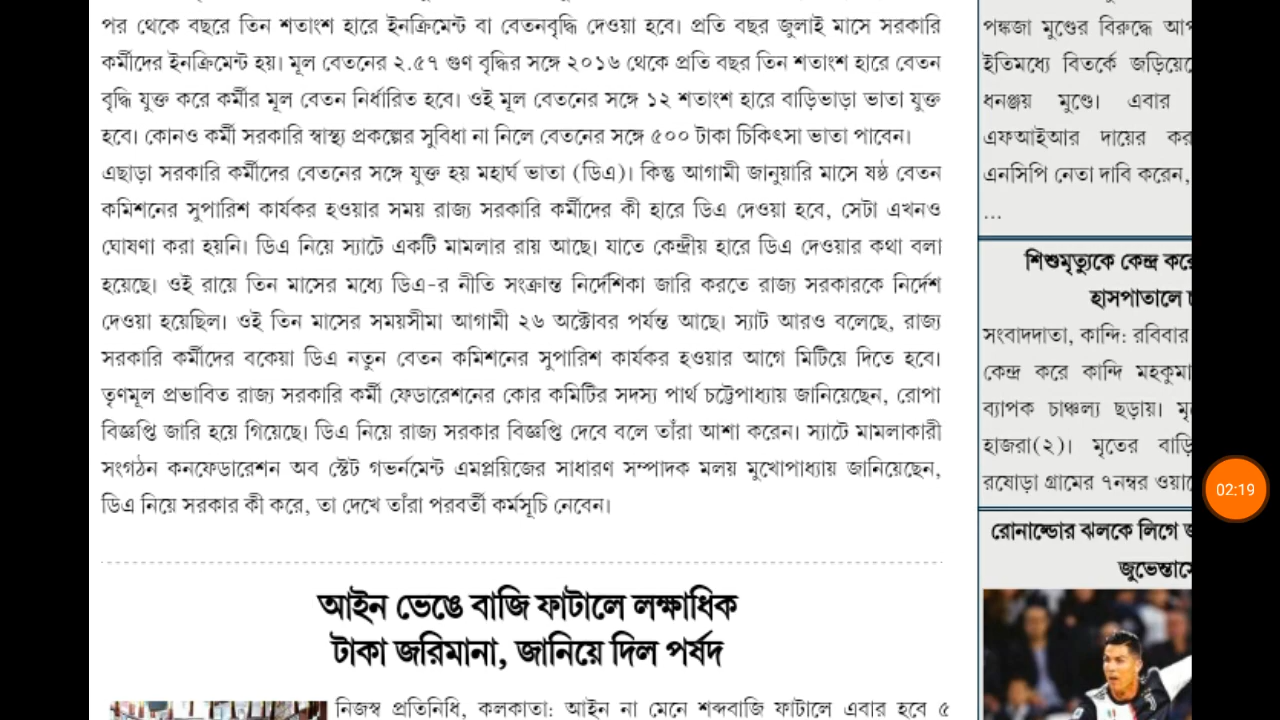 পর থেকে বছরে তিন শতাংশ হারে ইনক্রিমেন্ট বা বেতনবৃদ্ধি দেওয়া হবে। প্রতি বছর জুলাই মাসে সরকারি
কর্মীদের ইনক্রিমেন্ট হয়। মূল বেতনের ২.৫৭ গুণ বৃদ্ধির সঙ্গে ২০১৬ থেকে প্রতি বছর তিন শতাংশ হারে বেতন
বৃদ্ধি যুক্ত করে কর্মীর মূল বেতন নির্ধারিত হবে। ওই মূল বেতনের সঙ্গে ১২ শতাংশ হারে বাড়িভাড়া ভাতা যুক্ত
হবে। কোনও কর্মী সরকারি স্বাস্থ্য প্রকল্পের সুবিধা না নিলে বেতনের সঙ্গে ৫০০ টাকা চিকিৎসা ভাতা পাবেন।
এছাড়া সরকারি কর্মীদের বেতনের সঙ্গে যুক্ত হয় মহার্ঘ ভাতা (ডিএ)। কিন্তু আগামী জানুয়ারি মাসে ষষ্ঠ বেতন
কমিশনের সুপারিশ কার্যকর হওয়ার সময় রাজ্য সরকারি কর্মীদের কী হারে ডিএ দেওয়া হবে, সেটা এখনও
ঘোষণা করা হয়নি। ডিএ নিয়ে স্যাটে একটি মামলার রায় আছে। যাতে কেন্দ্রীয় হারে ডিএ দেওয়ার কথা বলা
হয়েছে। ওই রায়ে তিন মাসের মধ্যে ডিএ-র নীতি সংক্রান্ত নির্দেশিকা জারি করতে রাজ্য সরকারকে নির্দেশ
দেওয়া হয়েছিল। ওই তিন মাসের সময়সীমা আগামী ২৬ অক্টোবর পর্যন্ত আছে। স্যাট আরও বলেছে, রাজ্য
সরকারি কর্মীদের বকেয়া ডিএ নতুন বেতন কমিশনের সুপারিশ কার্যকর হওয়ার আগে মিটিয়ে দিতে হবে।
তৃণমূল প্রভাবিত রাজ্য সরকারি কর্মী ফেডারেশনের কোর কমিটির সদস্য পার্থ চট্টোপাধ্যায় জানিয়েছেন, রোপা
বিজ্ঞপ্তি জারি হয়ে গিয়েছে। ডিএ নিয়ে রাজ্য সরকার বিজ্ঞপ্তি দেবে বলে তাঁরা আশা করেন। স্যাটে মামলাকারী
সংগঠন কনফেডারেশন অব স্টেট গভর্নমেন্ট এমপ্লয়িজের সাধারণ সম্পাদক মলয় মুখোপাধ্যায় জানিয়েছেন,
ডিএ নিয়ে সরকার কী করে, তা দেখে তাঁরা পরবর্তী কর্মসূচি নেবেন।
আইন ভেঙে বাজি ফাটালে লক্ষাধিক
টাকা জরিমানা, জানিয়ে দিল পর্ষদ
নিজস্ব প্রতিনিধি, কলকাতা: আইন না মেনে শব্দবাজি ফাটালে এবার হবে ৫
পঙ্কজা মুণ্ডের বিরুদ্ধে আপ
ইতিমধ্যে বিতর্কে জড়িয়েছে
ধনঞ্জয় মুণ্ডে। এবার
এফআইআর দায়ের কর
এনসিপি নেতা দাবি করেন,
...
শিশুমৃত্যুকে কেন্দ্র করে
হাসপাতালে
সংবাদদাতা, কান্দি: রবিবার
কেন্দ্র করে কান্দি মহকুমা
ব্যাপক চাঞ্চল্য ছড়ায়। মৃ
হাজরা(২)। মৃতের বাড়ি
রষোড়া গ্রামের ৭নম্বর ওয়া
রোনাল্ডোর ঝলকে লিগে
জুভেন্তাসে
02:19